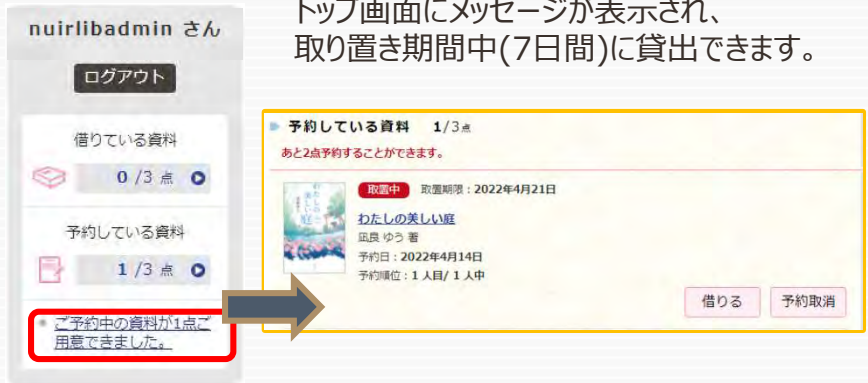 nuirlibadmin さん
ログアウト
借りている資料
0 /3 点
予約している資料
1 /3 点
ご予約中の資料が1点ご
用意できました。
トップ画面にメッセージが表示され、
取り置き期間中(7日間)に貸出できます。
予約している資料 1/3点
あと2点予約することができます。
取置中 取置期限：2022年4月21日
わたしの美しい庭
凪良 ゆう 著
予約日：2022年4月14日
予約順位：1 人目/ 1 人中
借りる 予約取消
わたしの
美しい
庭